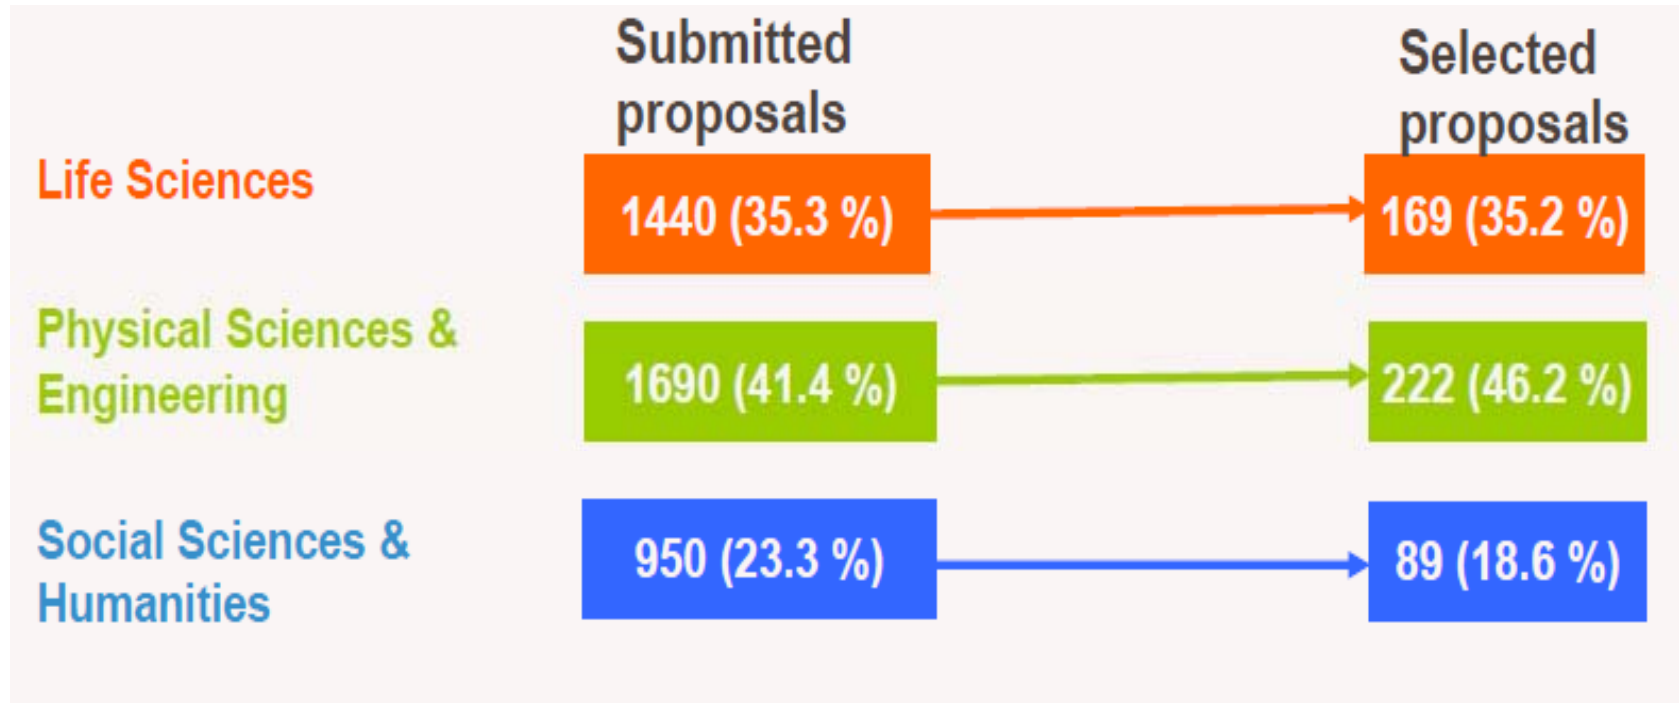 Submitted
proposals
Selected
proposals
Life Sciences
1440 (35.3 %)
169 (35.2 %)
Physical Sciences &
Engineering
1690 (41.4 %)
222 (46.2 %)
Social Sciences &
Humanities
950 (23.3 %)
89 (18.6 %)